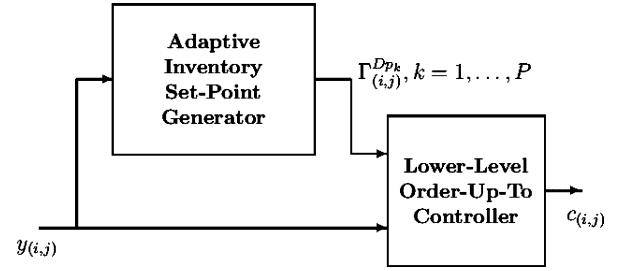 Adaptive
Inventory
Set-Point
Generator
Γ^{Dp_k}_{(i,j)}, k = 1, . . . , P
Lower-Level
Order-Up-To
Controller
y_{(i,j)}
c_{(i,j)}